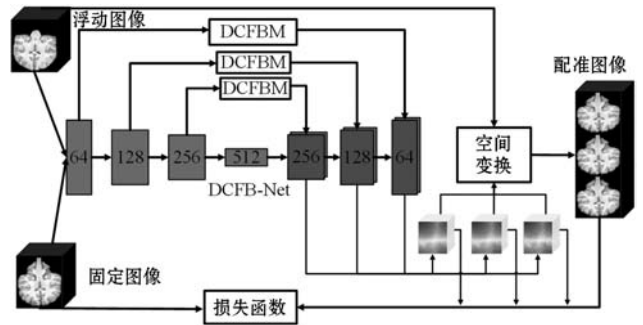 浮动图像
DCFBM
DCFBM
DCFBM
配准图像
64
128
256
512
256
128
64
空间
变换
DCFB-Net
固定图像
损失函数